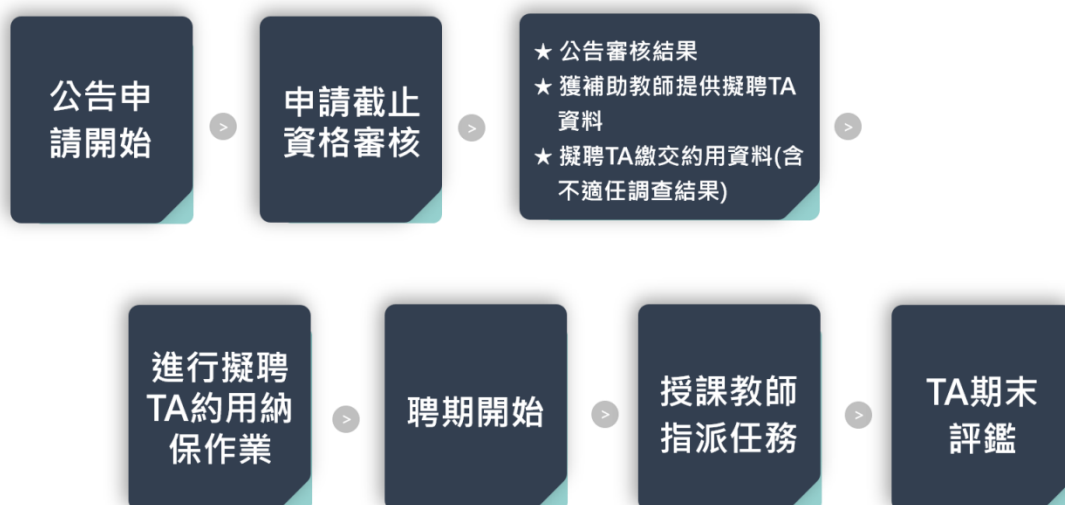 公告申
請開始
>
申請截止
資格審核
>
★ 公告審核結果
★ 獲補助教師提供擬聘TA
資料
★ 擬聘TA繳交約用資料(含
不適任調查結果)
>
進行擬聘
TA約用納
保作業
>
聘期開始
>
授課教師
指派任務
>
TA期末
評鑑